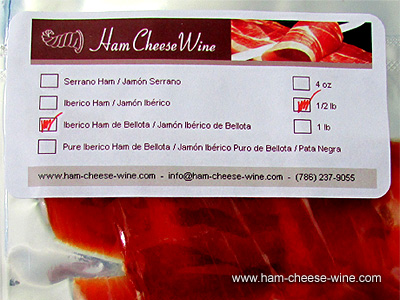 Ham Cheese Wine
Serrano Ham / Jamón Serrano
4 oz
Iberico Ham / Jamón Ibérico
1/2 lb
Iberico Ham de Bellota / Jamón Ibérico de Bellota
1 lb
Pure Iberico Ham de Bellota / Jamón Ibérico Puro de Bellota / Pata Negra
www.ham-cheese-wine.com - info@ham-cheese-wine.com - (786) 237-9055
www.ham-cheese-wine.com